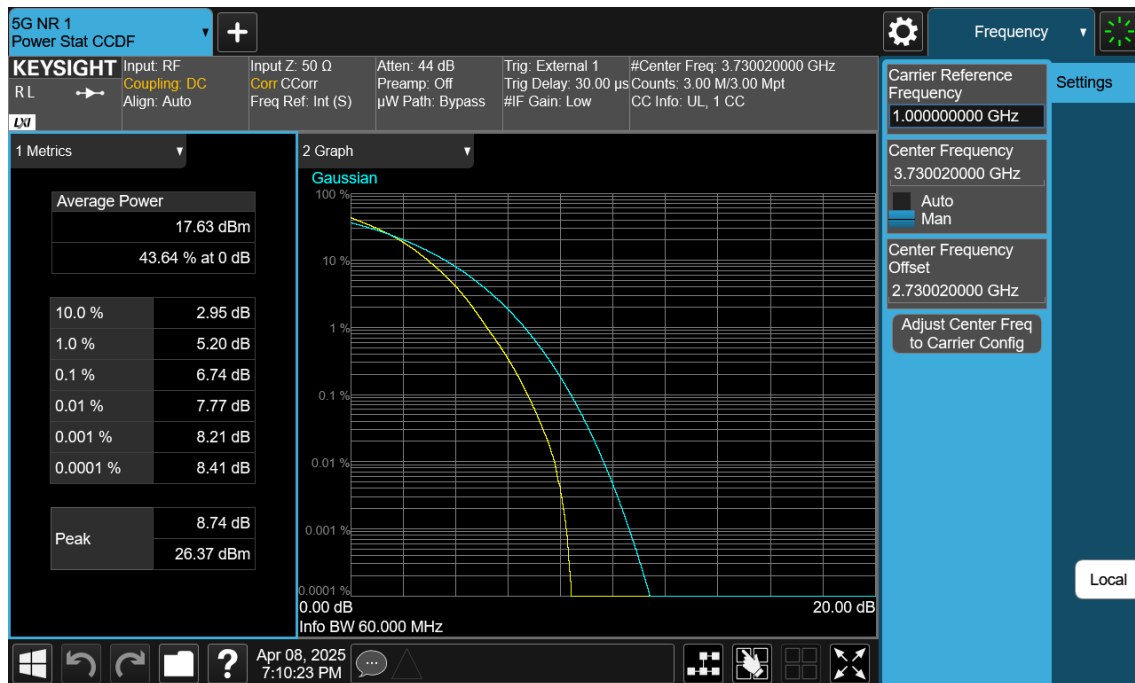 5G NR 1
Power Stat CCDF
+
Frequency
KEYSIGHT
R L
LXI
Input: RF
Coupling: DC
Align: Auto
Input Z: 50 Ω
Corr CCorr
Freq Ref: Int (S)
Atten: 44 dB
Preamp: Off
µW Path: Bypass
Trig: External 1
Trig Delay: 30.00 µs
#IF Gain: Low
#Center Freq: 3.730020000 GHz
Counts: 3.00 M/3.00 Mpt
CC Info: UL, 1 CC
1 Metrics
Average Power
17.63 dBm
43.64 % at 0 dB
10.0 % 2.95 dB
1.0 % 5.20 dB
0.1 % 6.74 dB
0.01 % 7.77 dB
0.001 % 8.21 dB
0.0001 % 8.41 dB
Peak
8.74 dB
26.37 dBm
2 Graph
Gaussian
100 %
10 %
1 %
0.1 %
0.01 %
0.001 %
0.0001 %
0.00 dB 20.00 dB
Info BW 60.000 MHz
Carrier Reference
Frequency
1.000000000 GHz
Center Frequency
3.730020000 GHz
Auto
Man
Center Frequency
Offset
2.730020000 GHz
Adjust Center Freq
to Carrier Config
Settings
Local
?
Apr 08, 2025
7:10:23 PM